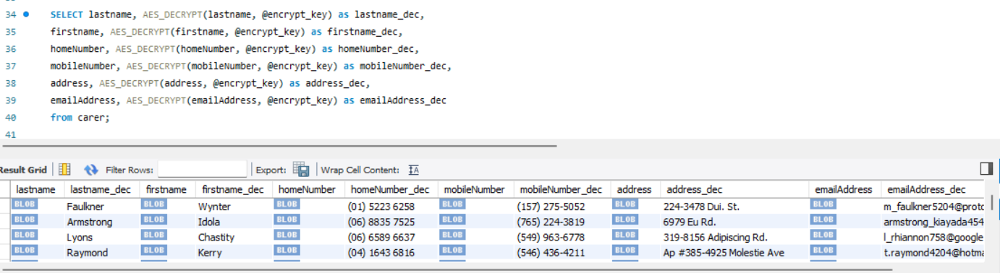 34 SELECT lastname, AES_DECRYPT(lastname, @encrypt_key) as lastname_dec,
35 firstname, AES_DECRYPT(firstname, @encrypt_key) as firstname_dec,
36 homeNumber, AES_DECRYPT(homeNumber, @encrypt_key) as homeNumber_dec,
37 mobileNumber, AES_DECRYPT(mobileNumber, @encrypt_key) as mobileNumber_dec,
38 address, AES_DECRYPT(address, @encrypt_key) as address_dec,
39 emailAddress, AES_DECRYPT(emailAddress, @encrypt_key) as emailAddress_dec
40 from carer;
41
Result Grid Filter Rows: Export: Wrap Cell Content: IA
lastname lastname_dec firstname firstname_dec homeNumber homeNumber_dec mobileNumber mobileNumber_dec address address_dec emailAddress emailAddress_dec
BLOB Faulkner BLOB Wynter BLOB (01) 5223 6258 BLOB (157) 275-5052 BLOB 224-3478 Dui. St. BLOB m_faulkner5204@proto
BLOB Armstrong BLOB Idola BLOB (06) 8835 7525 BLOB (765) 224-3819 BLOB 6979 Eu Rd. BLOB armstrong_kiayada454
BLOB Lyons BLOB Chastity BLOB (06) 6589 6637 BLOB (549) 963-6778 BLOB 319-8156 Adipiscing Rd. BLOB l_rhiannon758@google
BLOB Raymond BLOB Kerry BLOB (04) 1643 6816 BLOB (546) 436-4211 BLOB Ap #385-4925 Molestie Ave BLOB t.raymond4204@hotma